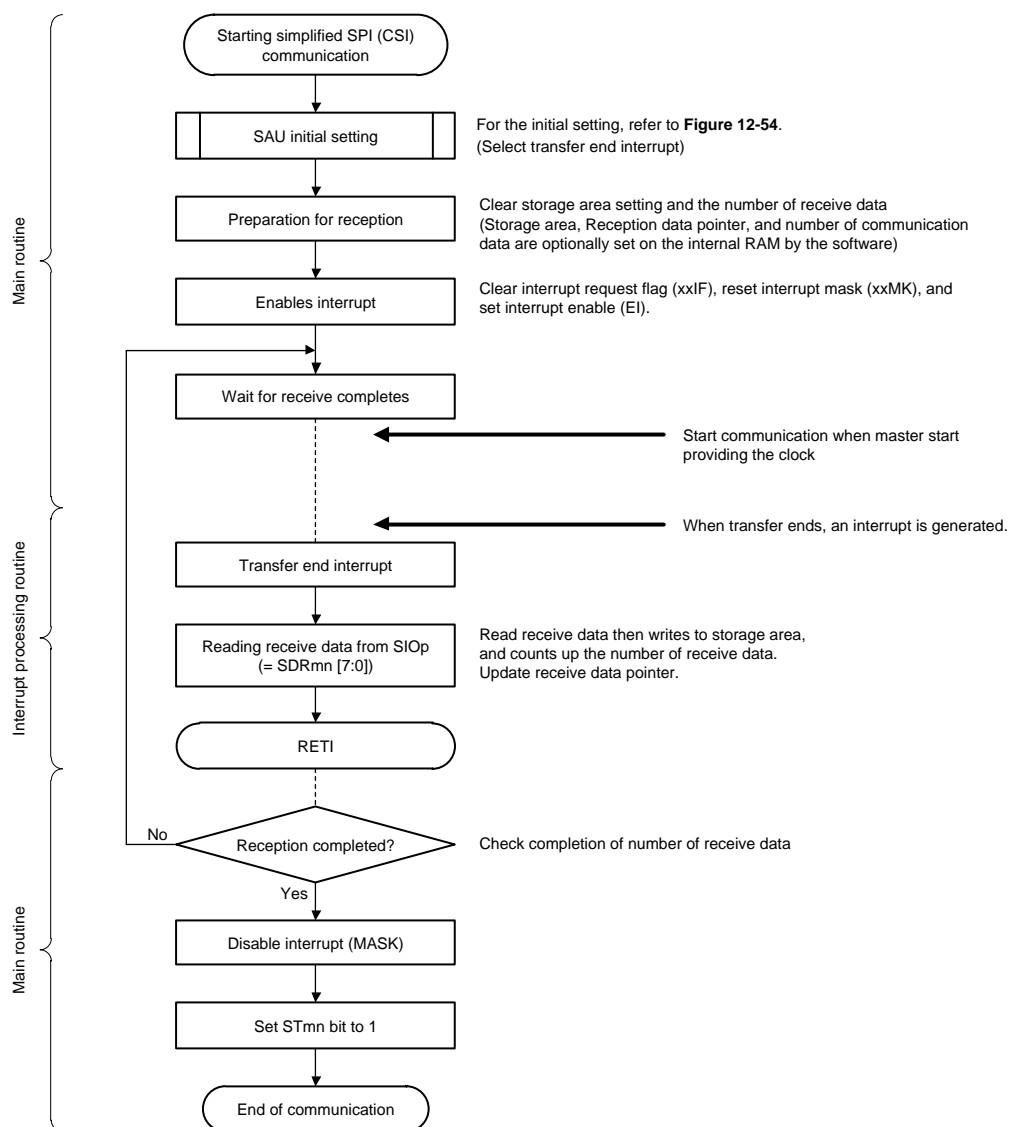 Starting simplified SPI (CSI)
communication
SAU initial setting
For the initial setting, refer to Figure 12-54.
(Select transfer end interrupt)
Preparation for reception
Clear storage area setting and the number of receive data
(Storage area, Reception data pointer, and number of communication
data are optionally set on the internal RAM by the software)
Main routine
Enables interrupt
Clear interrupt request flag (xxIF), reset interrupt mask (xxMK), and
set interrupt enable (EI).
Wait for receive completes
Start communication when master start
providing the clock
When transfer ends, an interrupt is generated.
Transfer end interrupt
Interrupt processing routine
Reading receive data from SIOp
(= SDRmn [7:0])
Read receive data then writes to storage area,
and counts up the number of receive data.
Update receive data pointer.
RETI
No
Reception completed?
Check completion of number of receive data
Yes
Main routine
Disable interrupt (MASK)
Set STmn bit to 1
End of communication